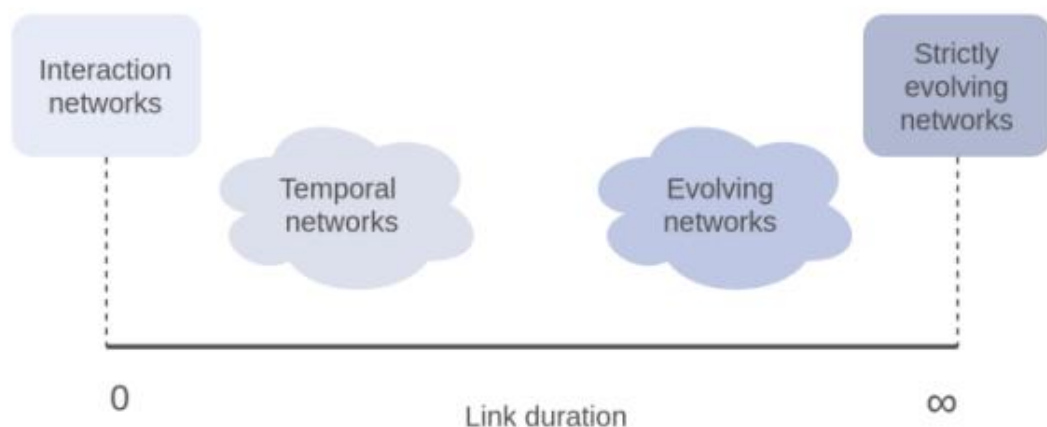 Interaction
networks
Temporal
networks
Evolving
networks
Strictly
evolving
networks
0
Link duration
∞